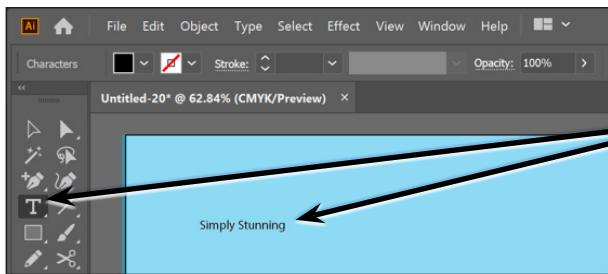 Ai File Edit Object Type Select Effect View Window Help
Characters Stroke: Opacity: 100%
Untitled-20* @ 62.84% (CMYK/Preview) ×
T
Simply Stunning